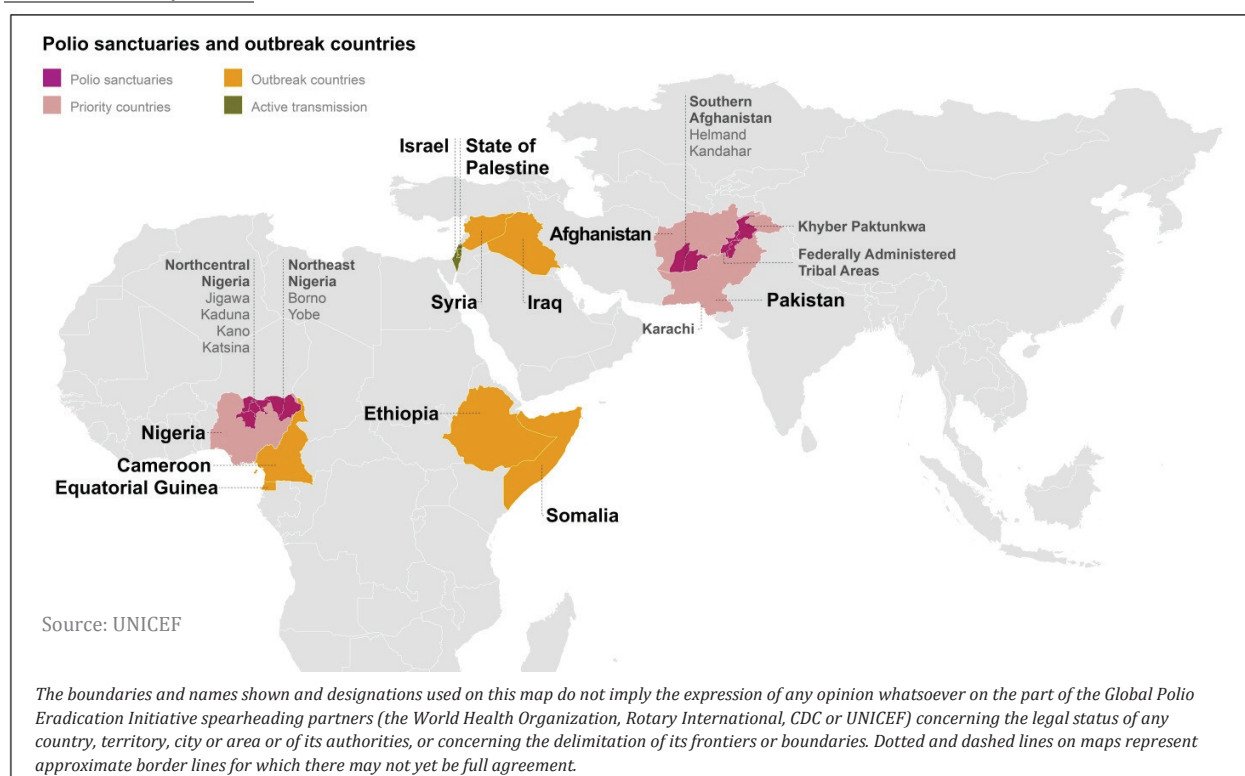 Polio sanctuaries and outbreak countries
Polio sanctuaries
Outbreak countries
Priority countries
Active transmission
Israel
State of
Palestine
Southern
Afghanistan
Helmand
Kandahar
Afghanistan
Khyber Paktunkwa
Federally Administered
Tribal Areas
Pakistan
Karachi
Syria
Iraq
Northcentral
Nigeria
Jigawa
Kaduna
Kano
Katsina
Northeast
Nigeria
Borno
Yobe
Ethiopia
Nigeria
Cameroon
Equatorial Guinea
Somalia
Source: UNICEF
The boundaries and names shown and designations used on this map do not imply the expression of any opinion whatsoever on the part of the Global Polio
Eradication Initiative spearheading partners (the World Health Organization, Rotary International, CDC or UNICEF) concerning the legal status of any
country, territory, city or area or of its authorities, or concerning the delimitation of its frontiers or boundaries. Dotted and dashed lines on maps represent
approximate border lines for which there may not yet be full agreement.